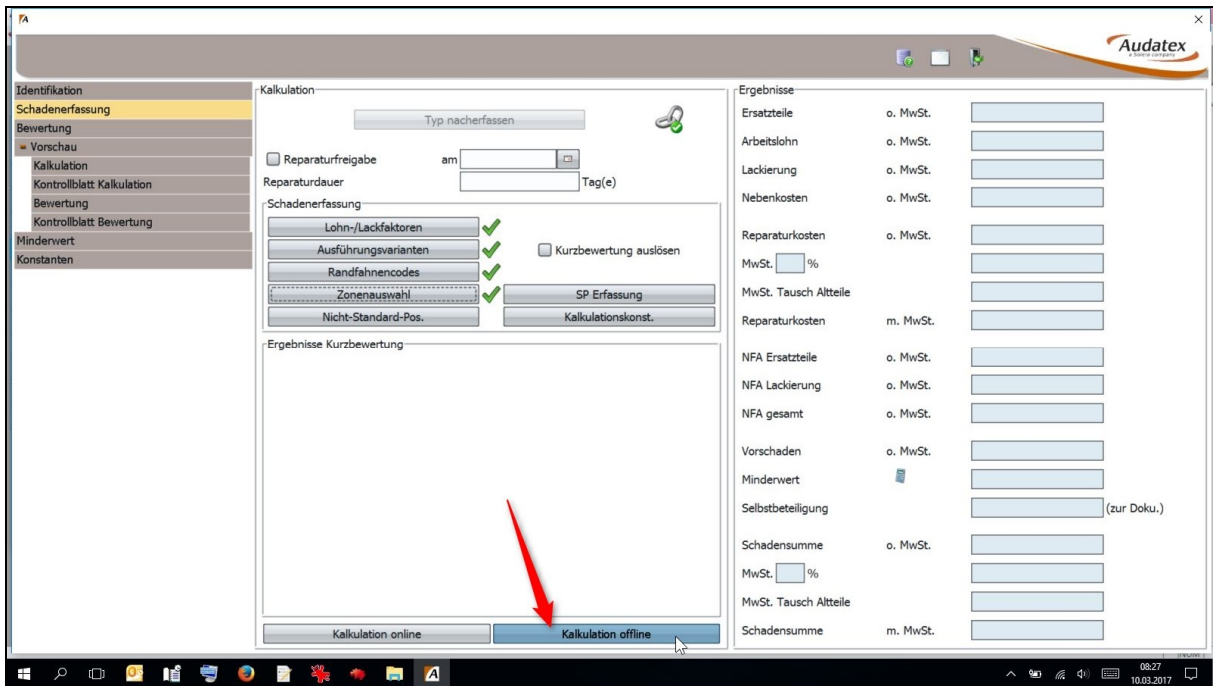 Audatex
a Solera company
Identifikation
Schadenerfassung
Bewertung
Vorschau
Kalkulation
Kontrollblatt Kalkulation
Bewertung
Kontrollblatt Bewertung
Minderwert
Konstanten
Kalkulation
Typ nacherfassen
Reparaturfreigabe am
Reparaturdauer Tag(e)
Schadenerfassung
Lohn-/Lackfaktoren
Ausführungsvarianten Kurzbewertung auslösen
Randfahnencodes
Zonenauswahl SP Erfassung
Nicht-Standard-Pos. Kalkulationskonst.
Ergebnisse Kurzbewertung
Kalkulation online Kalkulation offline
Ergebnisse
Ersatzteile o. MwSt.
Arbeitslohn o. MwSt.
Lackierung o. MwSt.
Nebenkosten o. MwSt.
Reparaturkosten o. MwSt.
MwSt. %
MwSt. Tausch Altteile
Reparaturkosten m. MwSt.
NFA Ersatzteile o. MwSt.
NFA Lackierung o. MwSt.
NFA gesamt o. MwSt.
Vorschaden o. MwSt.
Minderwert
Selbstbeteiligung (zur Doku.)
Schadensumme o. MwSt.
MwSt. %
MwSt. Tausch Altteile
Schadensumme m. MwSt.
08:27
10.03.2017